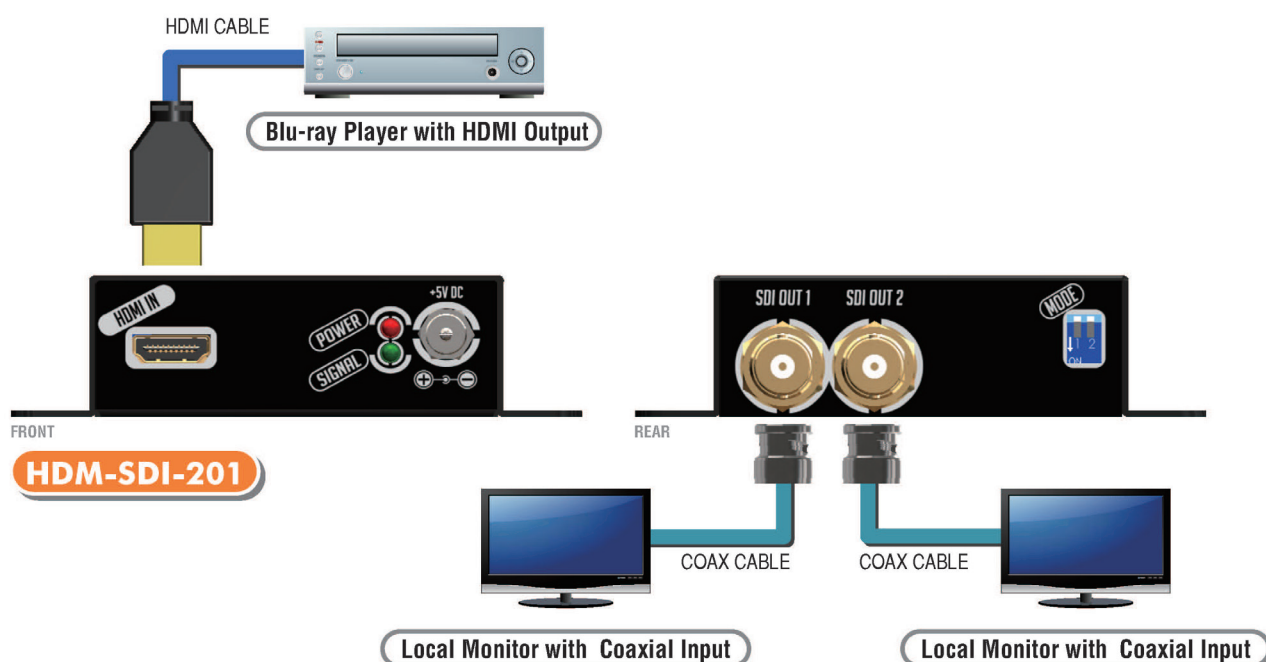 HDMI CABLE
Blu-ray Player with HDMI Output
HDMI IN
POWER
SIGNAL
+5V DC
FRONT
HDM-SDI-201
SDI OUT 1
SDI OUT 2
MODE
1 2
ON
REAR
COAX CABLE
COAX CABLE
Local Monitor with Coaxial Input
Local Monitor with Coaxial Input